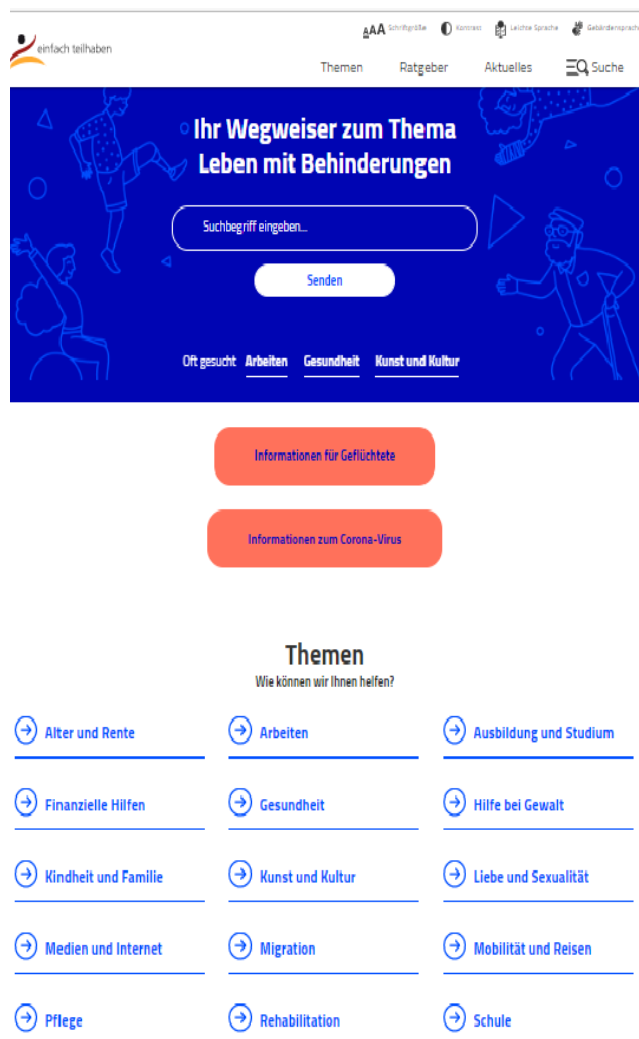 einfach teilhaben
AAA Schriftgröße Kontrast Leichte Sprache Gebärdensprach
Themen Ratgeber Aktuelles Suche
Ihr Wegweiser zum Thema
Leben mit Behinderungen
Suchbegriff eingeben...
Senden
Oft gesucht Arbeiten Gesundheit Kunst und Kultur
Informationen für Geflüchtete
Informationen zum Corona-Virus
Themen
Wie können wir Ihnen helfen?
Alter und Rente Arbeiten Ausbildung und Studium
Finanzielle Hilfen Gesundheit Hilfe bei Gewalt
Kindheit und Familie Kunst und Kultur Liebe und Sexualität
Medien und Internet Migration Mobilität und Reisen
Pflege Rehabilitation Schule